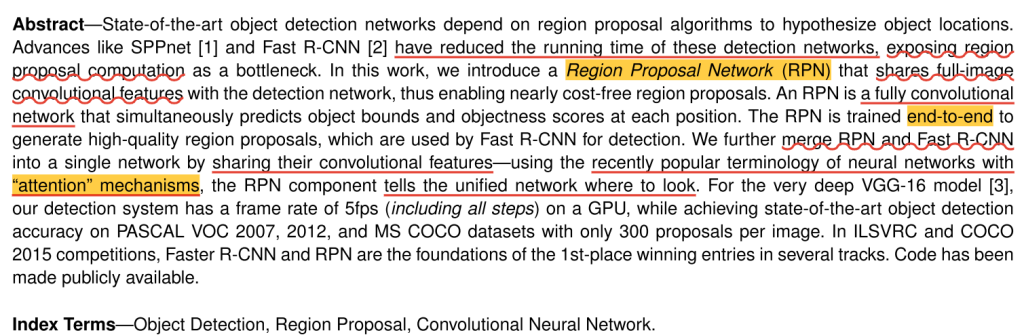 Abstract—State-of-the-art object detection networks depend on region proposal algorithms to hypothesize object locations.
Advances like SPPnet [1] and Fast R-CNN [2] have reduced the running time of these detection networks, exposing region
proposal computation as a bottleneck. In this work, we introduce a Region Proposal Network (RPN) that shares full-image
convolutional features with the detection network, thus enabling nearly cost-free region proposals. An RPN is a fully convolutional
network that simultaneously predicts object bounds and objectness scores at each position. The RPN is trained end-to-end to
generate high-quality region proposals, which are used by Fast R-CNN for detection. We further merge RPN and Fast R-CNN
into a single network by sharing their convolutional features—using the recently popular terminology of neural networks with
“attention” mechanisms, the RPN component tells the unified network where to look. For the very deep VGG-16 model [3],
our detection system has a frame rate of 5fps (including all steps) on a GPU, while achieving state-of-the-art object detection
accuracy on PASCAL VOC 2007, 2012, and MS COCO datasets with only 300 proposals per image. In ILSVRC and COCO
2015 competitions, Faster R-CNN and RPN are the foundations of the 1st-place winning entries in several tracks. Code has been
made publicly available.
Index Terms—Object Detection, Region Proposal, Convolutional Neural Network.